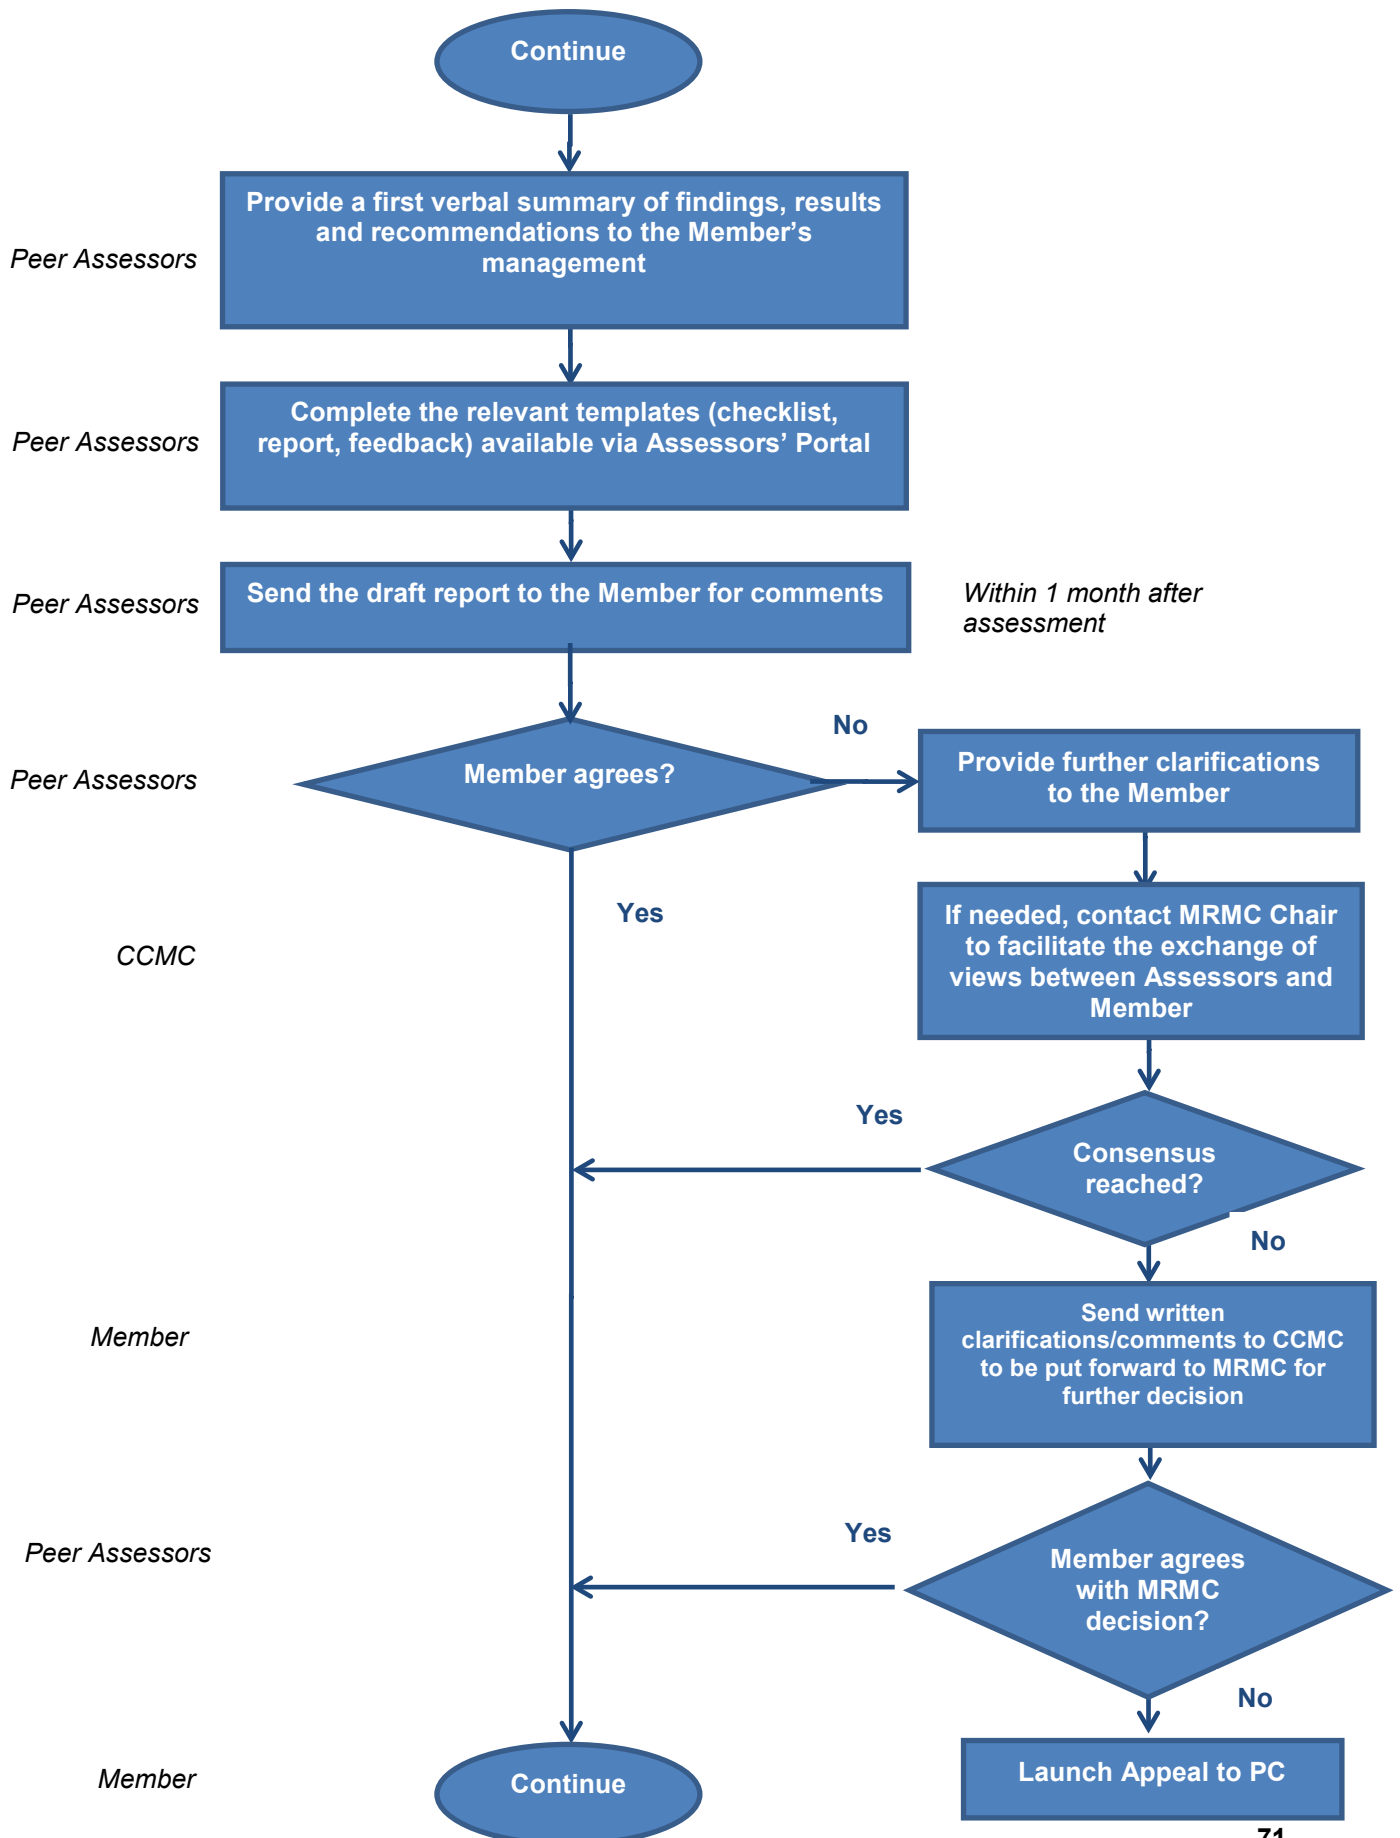 Continue
Provide a first verbal summary of findings, results
and recommendations to the Member’s
management
Peer Assessors
Complete the relevant templates (checklist,
report, feedback) available via Assessors’ Portal
Peer Assessors
Send the draft report to the Member for comments
Peer Assessors
Within 1 month after
assessment
No
Member agrees?
Peer Assessors
Provide further clarifications
to the Member
Yes
If needed, contact MRMC Chair
to facilitate the exchange of
views between Assessors and
Member
CCMC
Yes
Consensus
reached?
No
Send written
clarifications/comments to CCMC
to be put forward to MRMC for
further decision
Member
Yes
Peer Assessors
Member agrees
with MRMC
decision?
No
Launch Appeal to PC
Member
Continue
71